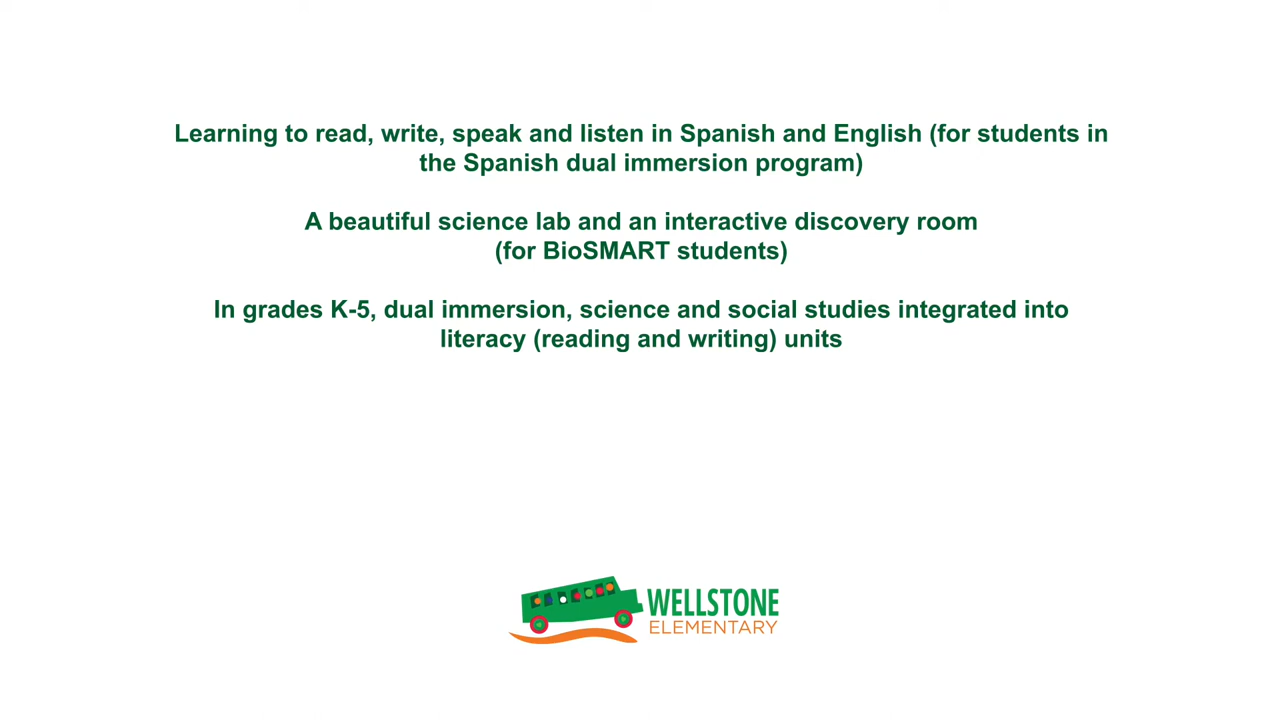 Learning to read, write, speak and listen in Spanish and English (for students in
the Spanish dual immersion program)
A beautiful science lab and an interactive discovery room
(for BioSMART students)
In grades K-5, dual immersion, science and social studies integrated into
literacy (reading and writing) units
WELLSTONE
ELEMENTARY